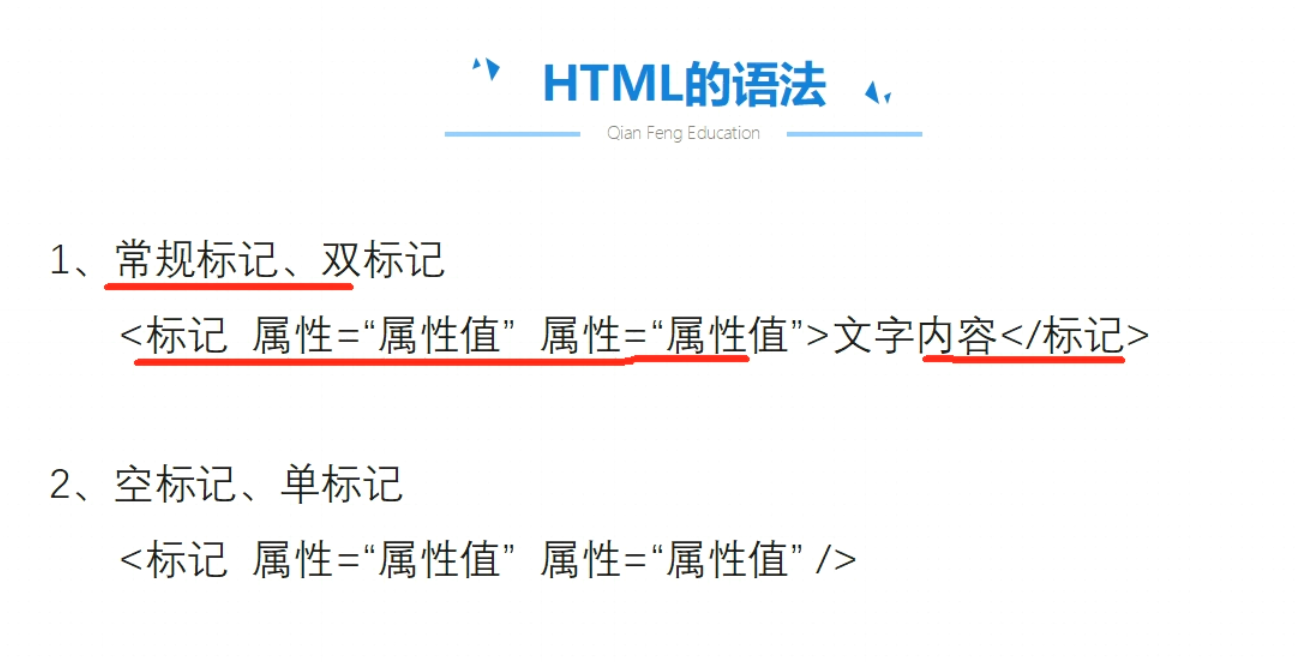 HTML的语法
Qian Feng Education
1、常规标记、双标记
<标记 属性=“属性值” 属性=“属性值”>文字内容</标记>
2、空标记、单标记
<标记 属性=“属性值” 属性=“属性值” />